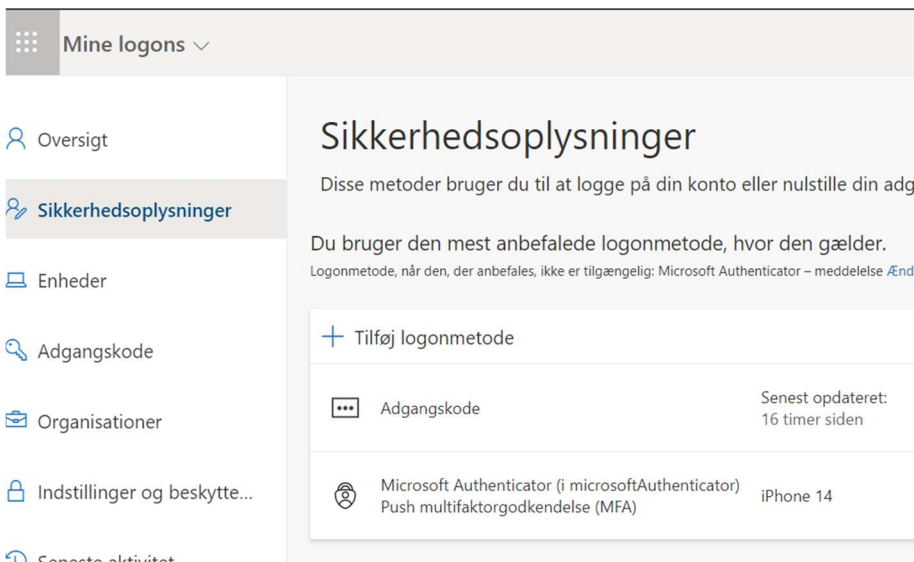 Mine logons
Oversigt
Sikkerhedsoplysninger
Enheder
Adgangskode
Organisationer
Indstillinger og beskytte...
Seneste aktivitet
Sikkerhedsoplysninger
Disse metoder bruger du til at logge på din konto eller nulstille din adg
Du bruger den mest anbefalede logonmetode, hvor den gælder.
Logonmetode, når den, der anbefales, ikke er tilgængelig: Microsoft Authenticator – meddelelse Ænd
Tilføj logonmetode
Adgangskode
Senest opdateret:
16 timer siden
Microsoft Authenticator (i microsoftAuthenticator)
Push multifaktorgodkendelse (MFA)
iPhone 14